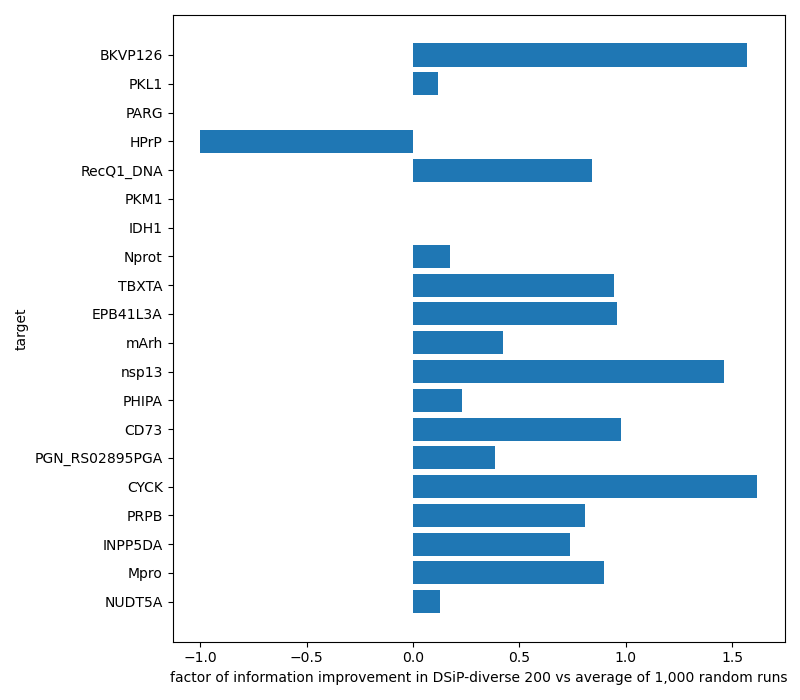 BKVP126
PKL1
PARG
HPrP
RecQ1_DNA
PKM1
IDH1
Nprot
TBXTA
EPB41L3A
mArh
nsp13
PHIPA
CD73
PGN_RS02895PGA
CYCK
PRPB
INPP5DA
Mpro
NUDT5A
target
−1.0 −0.5 0.0 0.5 1.0 1.5
factor of information improvement in DSiP-diverse 200 vs average of 1,000 random runs